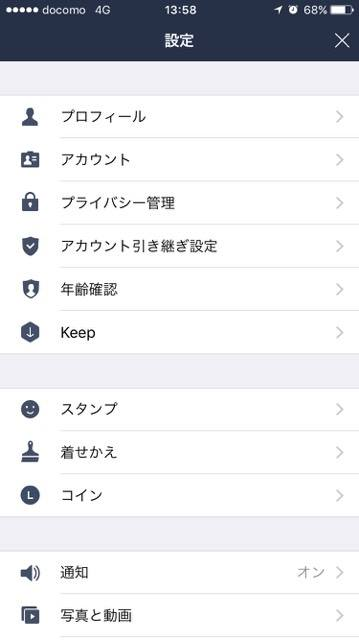 docomo 4G 13:58 68%
設定
プロフィール
アカウント
プライバシー管理
アカウント引き継ぎ設定
年齢確認
Keep
スタンプ
着せかえ
L コイン
通知 オン
写真と動画